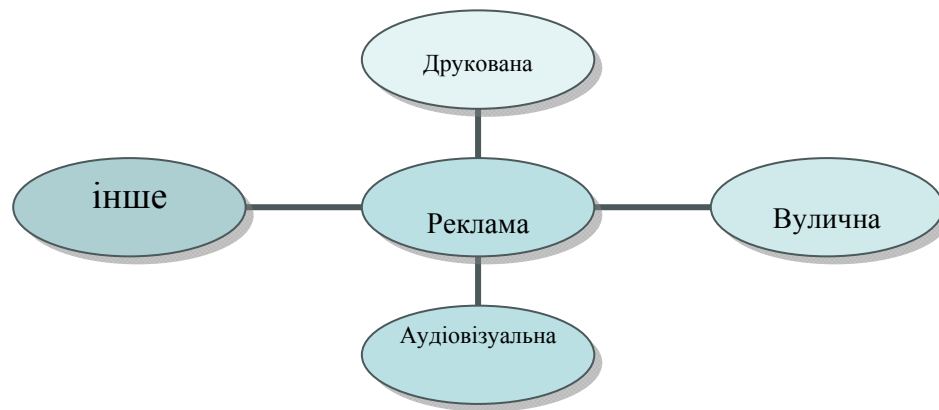 Друкована
інше
Реклама
Вулична
Аудіовізуальна